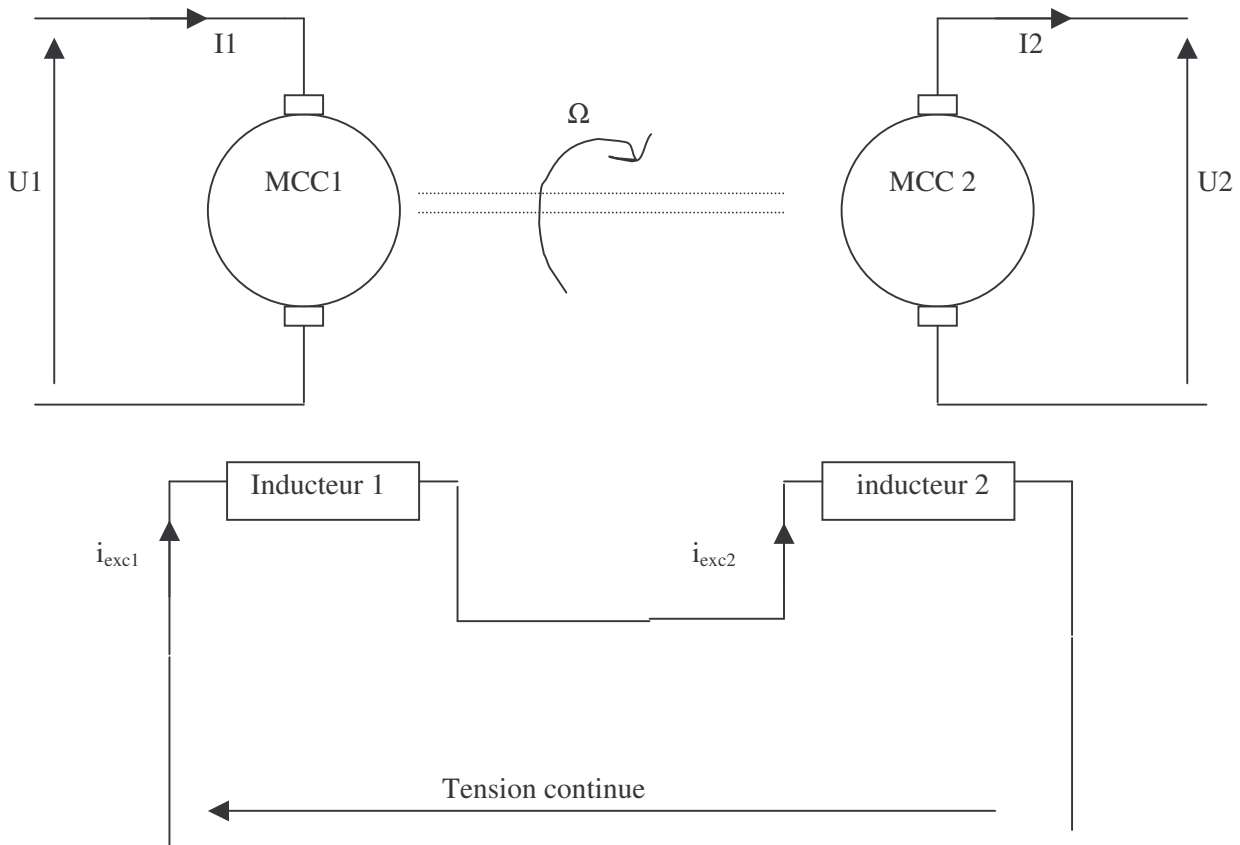 I1
I2
Ω
U1
MCC1
MCC 2
U2
Inducteur 1
inducteur 2
iexc1
iexc2
Tension continue